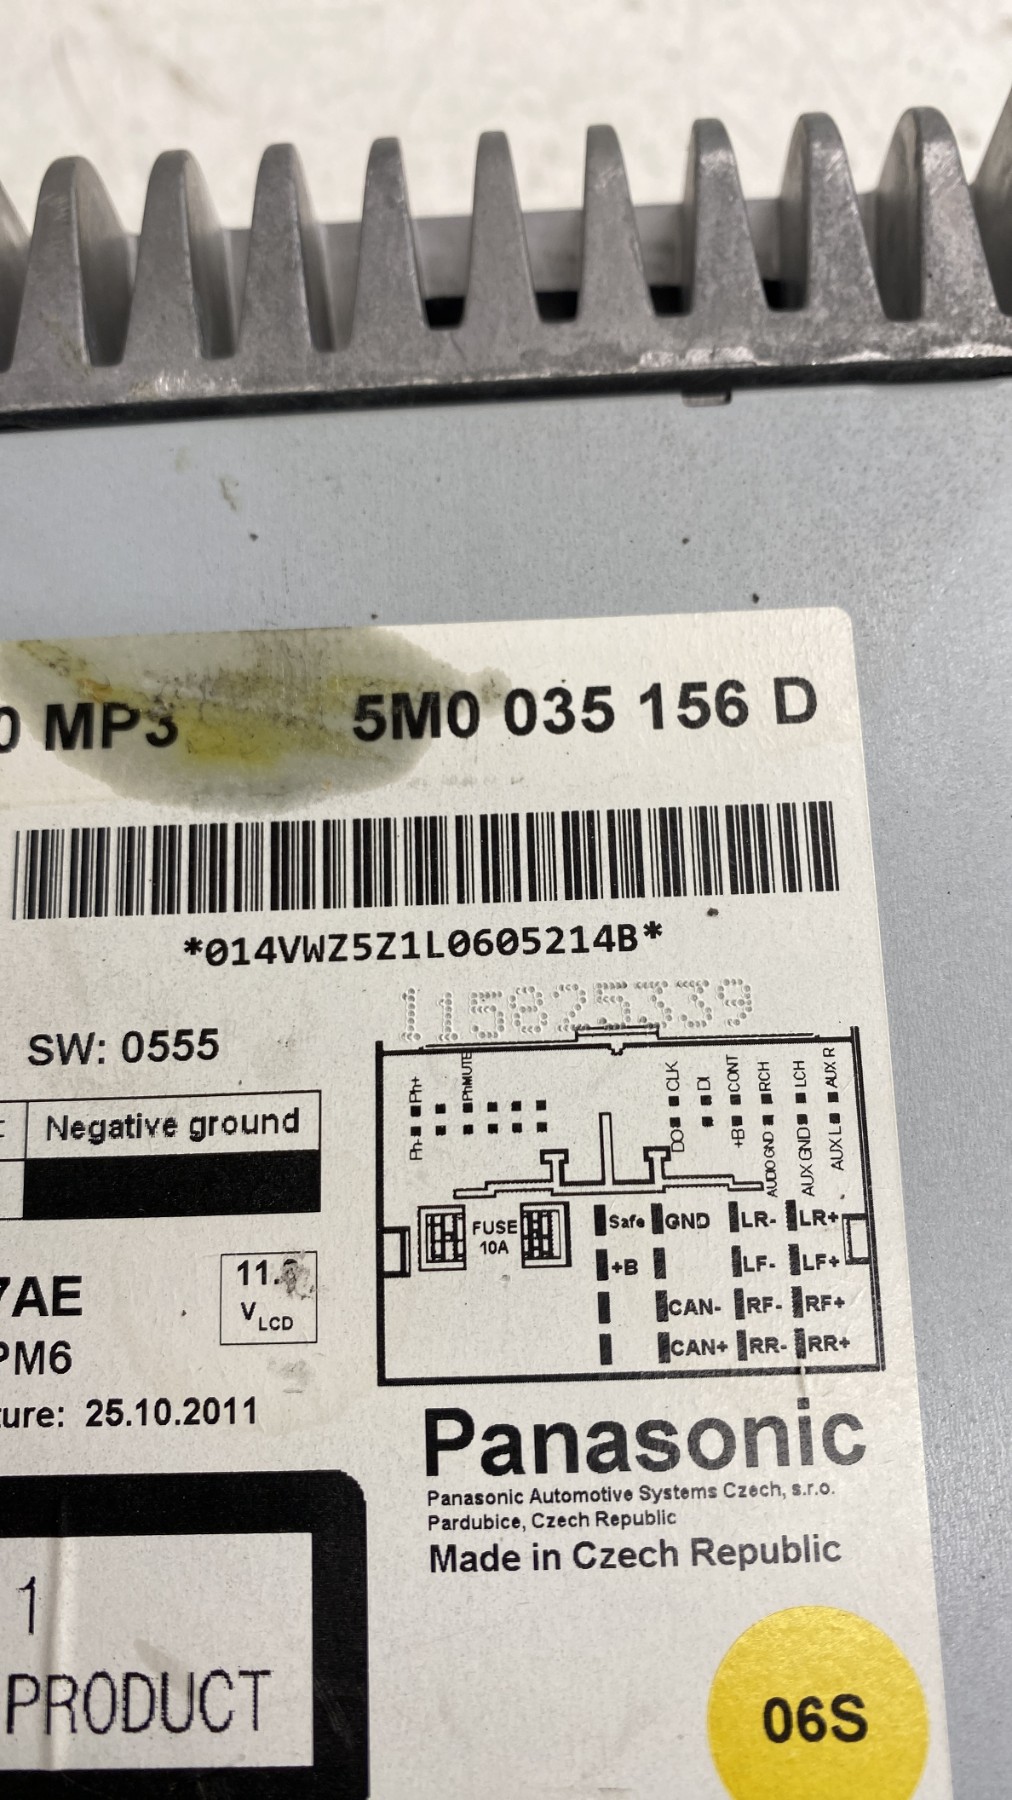 0 MP3 5M0 035 156 D
*014VWZ5Z1L0605214B*
115825339
SW: 0555
Negative ground
Ph+
PhMUTE
CLK
DI
CONT
RCH
LCH
AUX R
Ph-
DO
+B
AUDIO GND
AUX GND
AUX L
FUSE
10A
Safe GND LR- LR+
+B LF- LF+
CAN- RF- RF+
CAN+ RR- RR+
7AE
11.
V LCD
PM6
ture: 25.10.2011
Panasonic
Panasonic Automotive Systems Czech, s.r.o.
Pardubice, Czech Republic
Made in Czech Republic
1
PRODUCT
06S